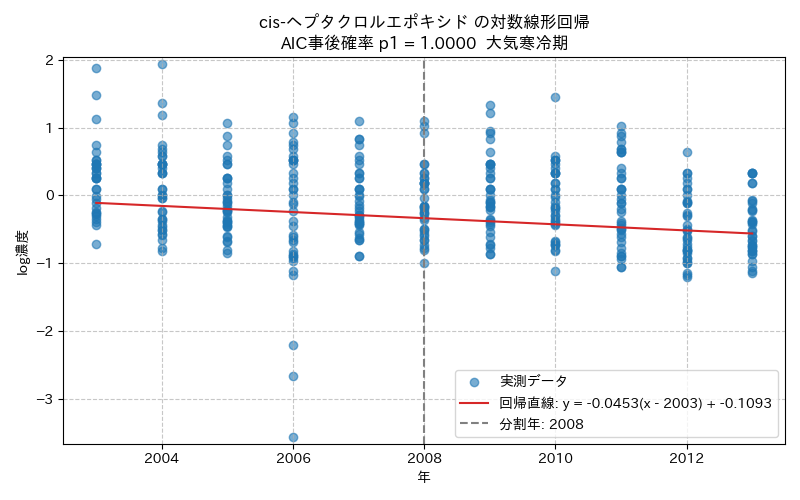 cis-ヘプタクロルエポキシド の対数線形回帰
AIC事後確率 p1 = 1.0000  大気寒冷期
2
1
0
−1
−2
−3
log濃度
2004
2006
2008
2010
2012
年
実測データ
回帰直線: y = -0.0453(x - 2003) + -0.1093
分割年: 2008